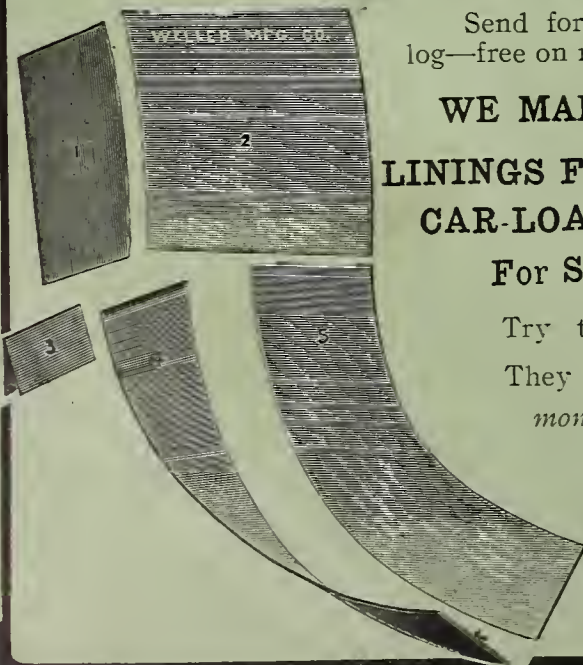 WELLER MFG. CO.
1
2
3
5
Send for
log—free on
WE
LININGS F
CAR-LOA
For S
Try t
They
mon